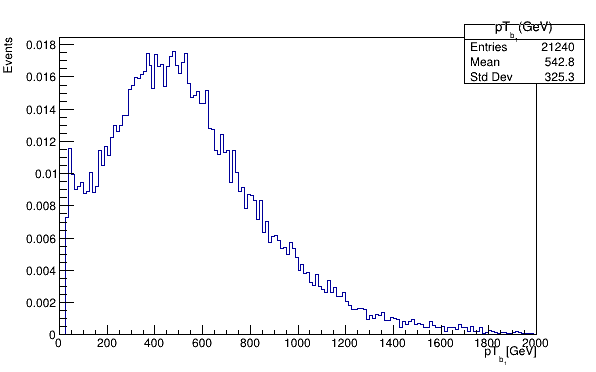 pT_b_1(GeV)
Entries 21240
Mean 542.8
Std Dev 325.3
Events
0.018
0.016
0.014
0.012
0.01
0.008
0.006
0.004
0.002
0
0 200 400 600 800 1000 1200 1400 1600 1800 2000
pT_b_1[GeV]